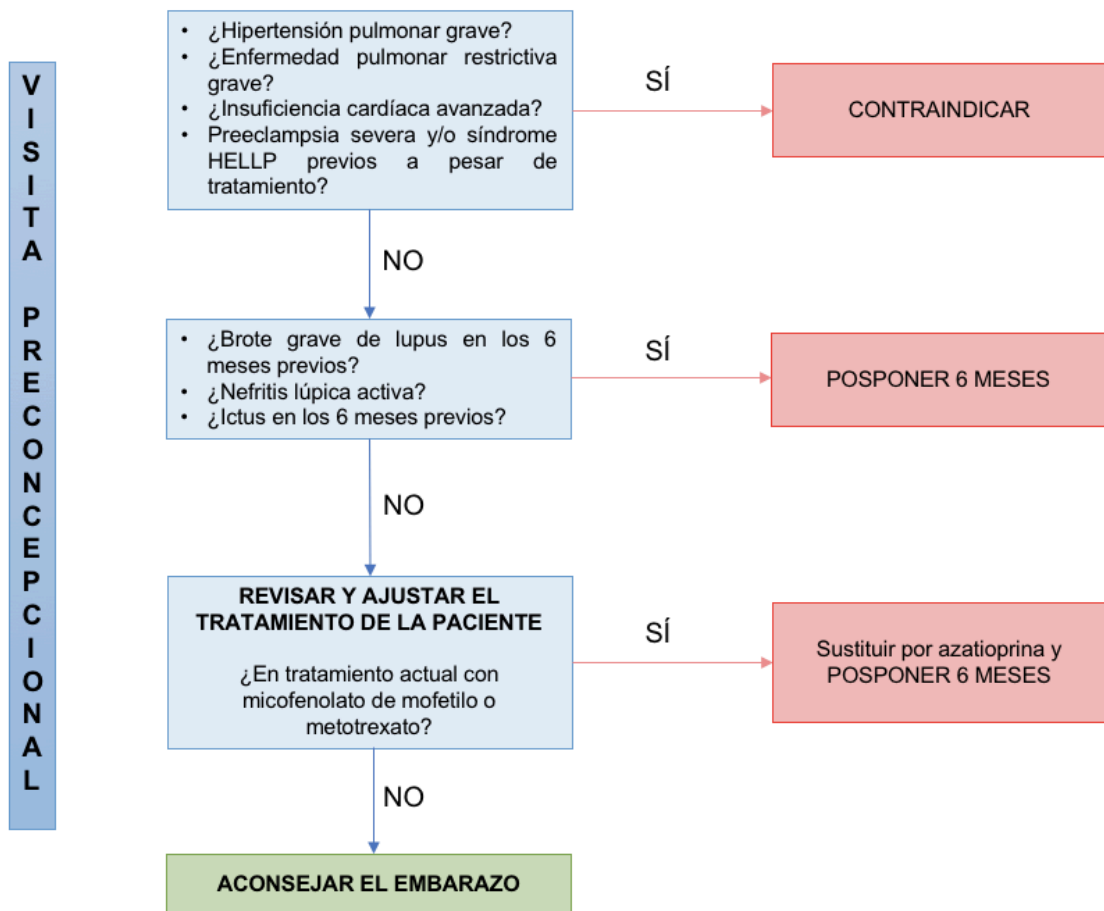 VISITA PRECONCEPCIONAL
• ¿Hipertensión pulmonar grave?
• ¿Enfermedad pulmonar restrictiva
grave?
• ¿Insuficiencia cardíaca avanzada?
• Preeclampsia severa y/o síndrome
HELLP previos a pesar de
tratamiento?
SÍ
CONTRAINDICAR
NO
• ¿Brote grave de lupus en los 6
meses previos?
• ¿Nefritis lúpica activa?
• ¿Ictus en los 6 meses previos?
SÍ
POSPONER 6 MESES
NO
REVISAR Y AJUSTAR EL
TRATAMIENTO DE LA PACIENTE
¿En tratamiento actual con
micofenolato de mofetilo o
metotrexato?
SÍ
Sustituir por azatioprina y
POSPONER 6 MESES
NO
ACONSEJAR EL EMBARAZO